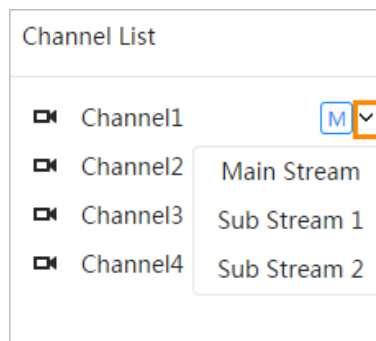 Channel List
Channel1 M
Channel2
Main Stream
Channel3
Sub Stream 1
Channel4
Sub Stream 2